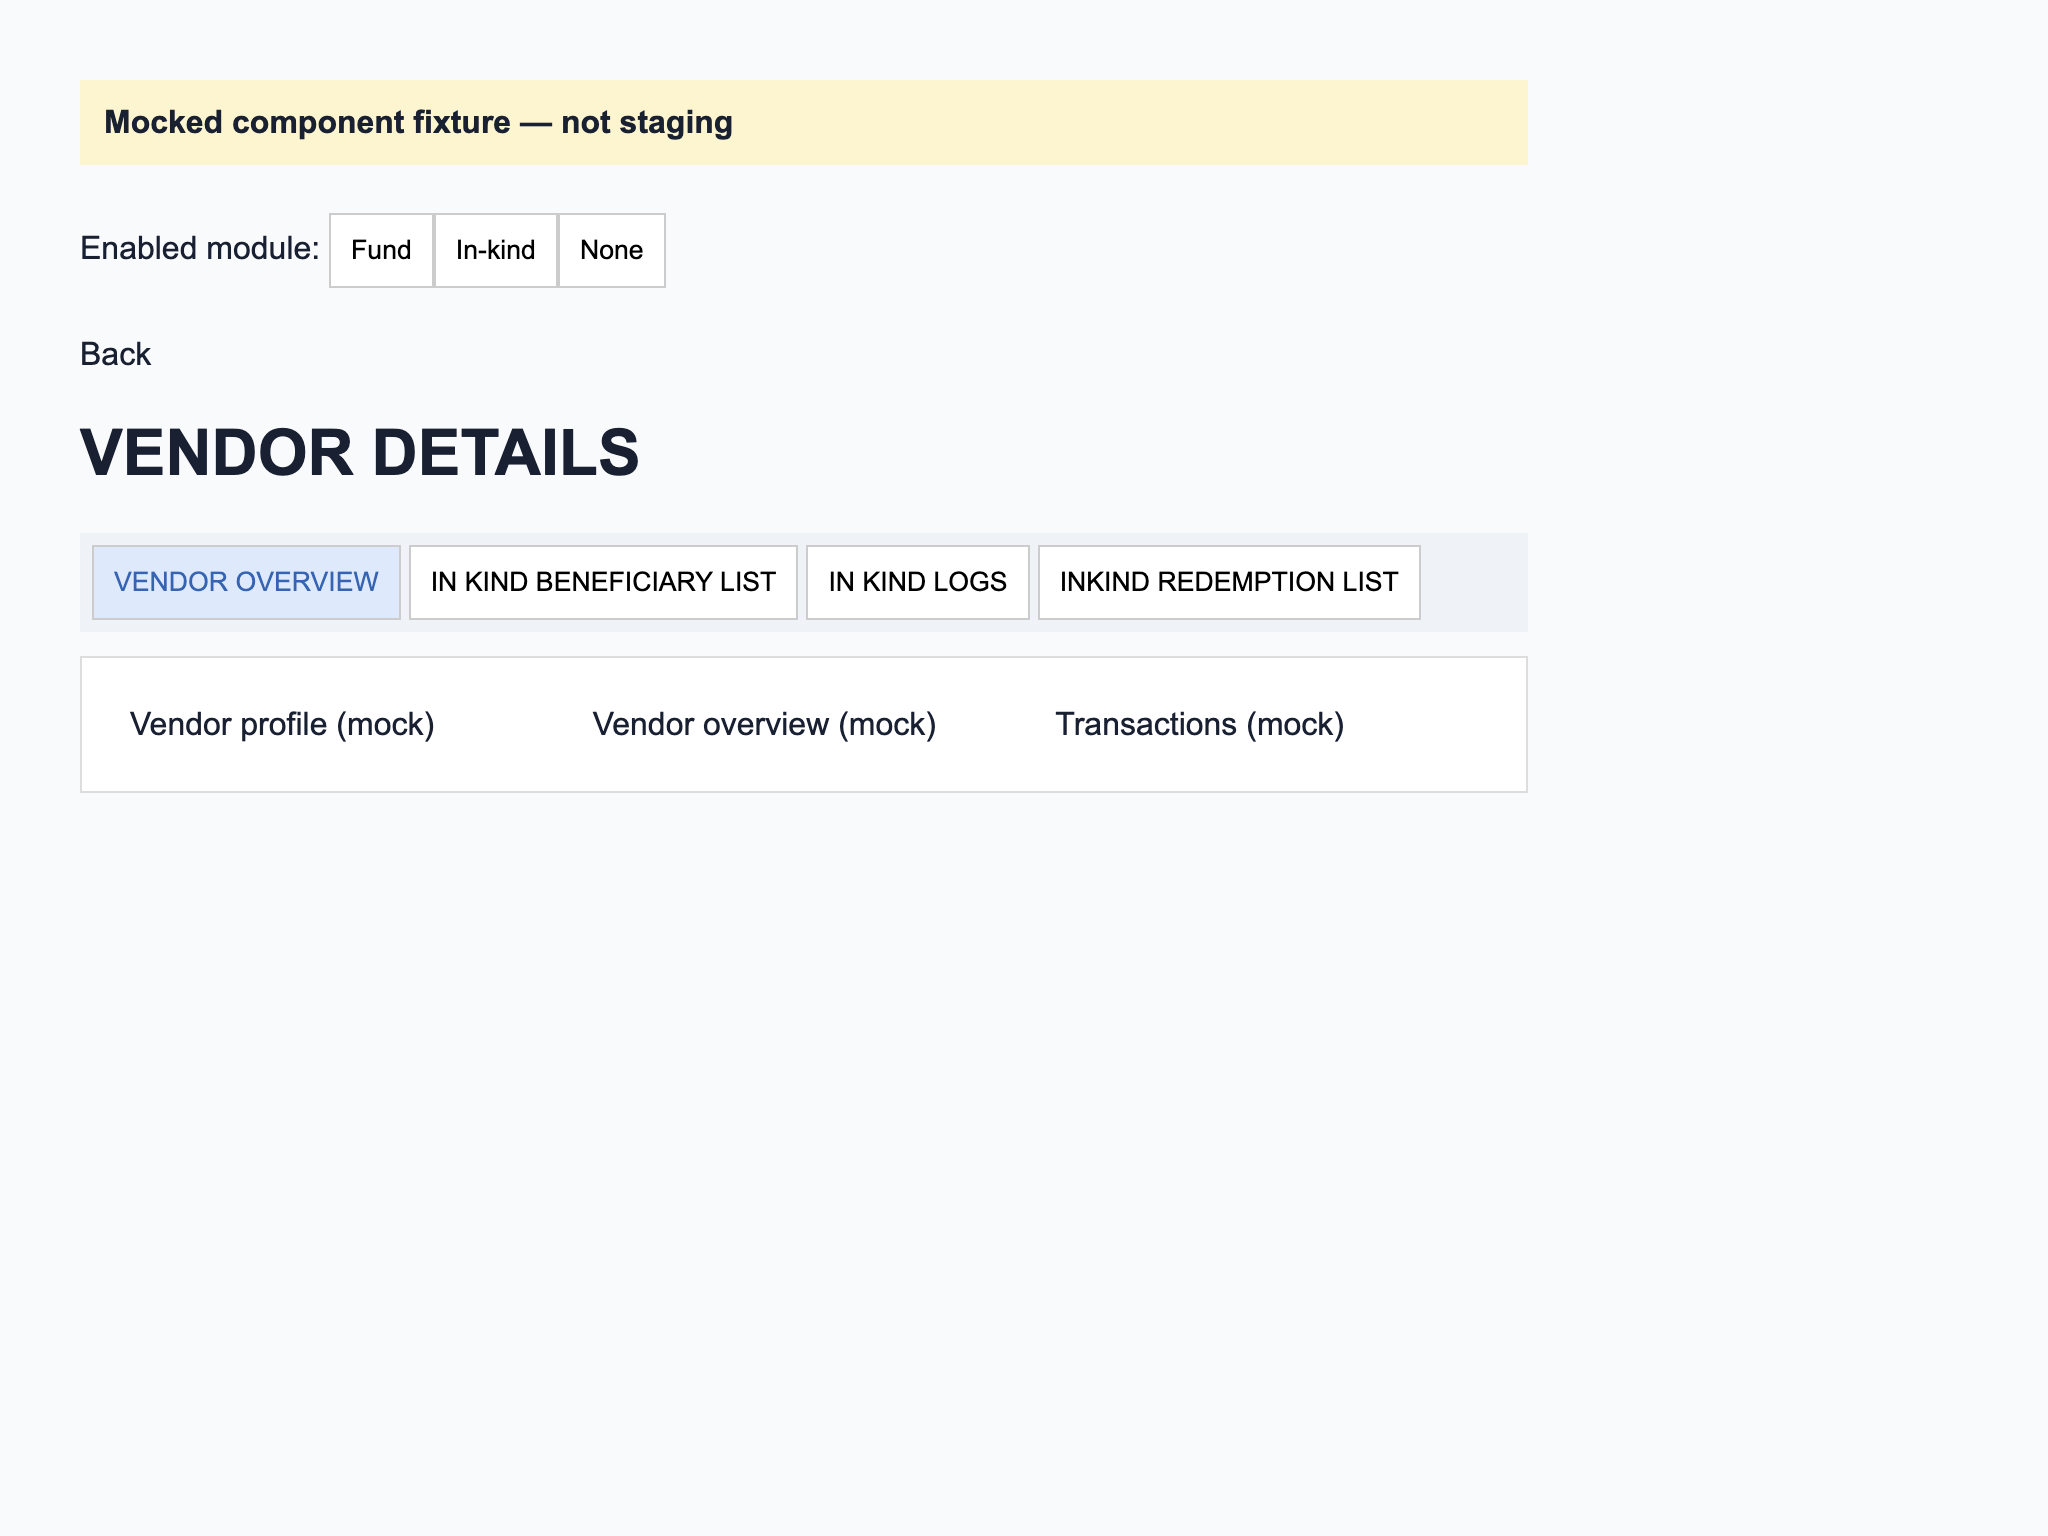 Mocked component fixture — not staging
Enabled module: Fund In-kind None
Back
VENDOR DETAILS
VENDOR OVERVIEW IN KIND BENEFICIARY LIST IN KIND LOGS INKIND REDEMPTION LIST
Vendor profile (mock) Vendor overview (mock) Transactions (mock)